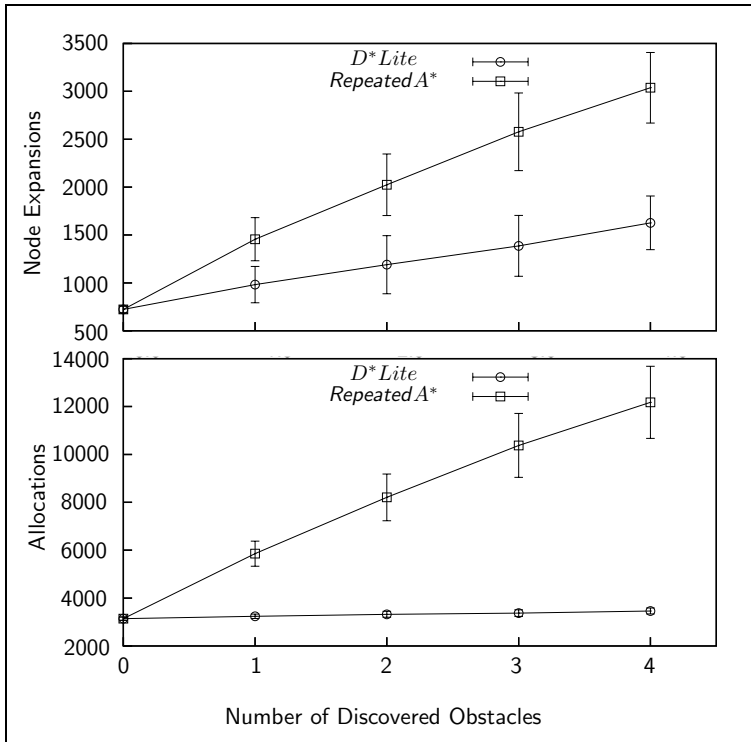 3500
3000
2500
2000
1500
1000
500
Node Expansions
D* Lite
Repeated A*
14000
12000
10000
8000
6000
4000
2000
Allocations
D* Lite
Repeated A*
0 1 2 3 4
Number of Discovered Obstacles